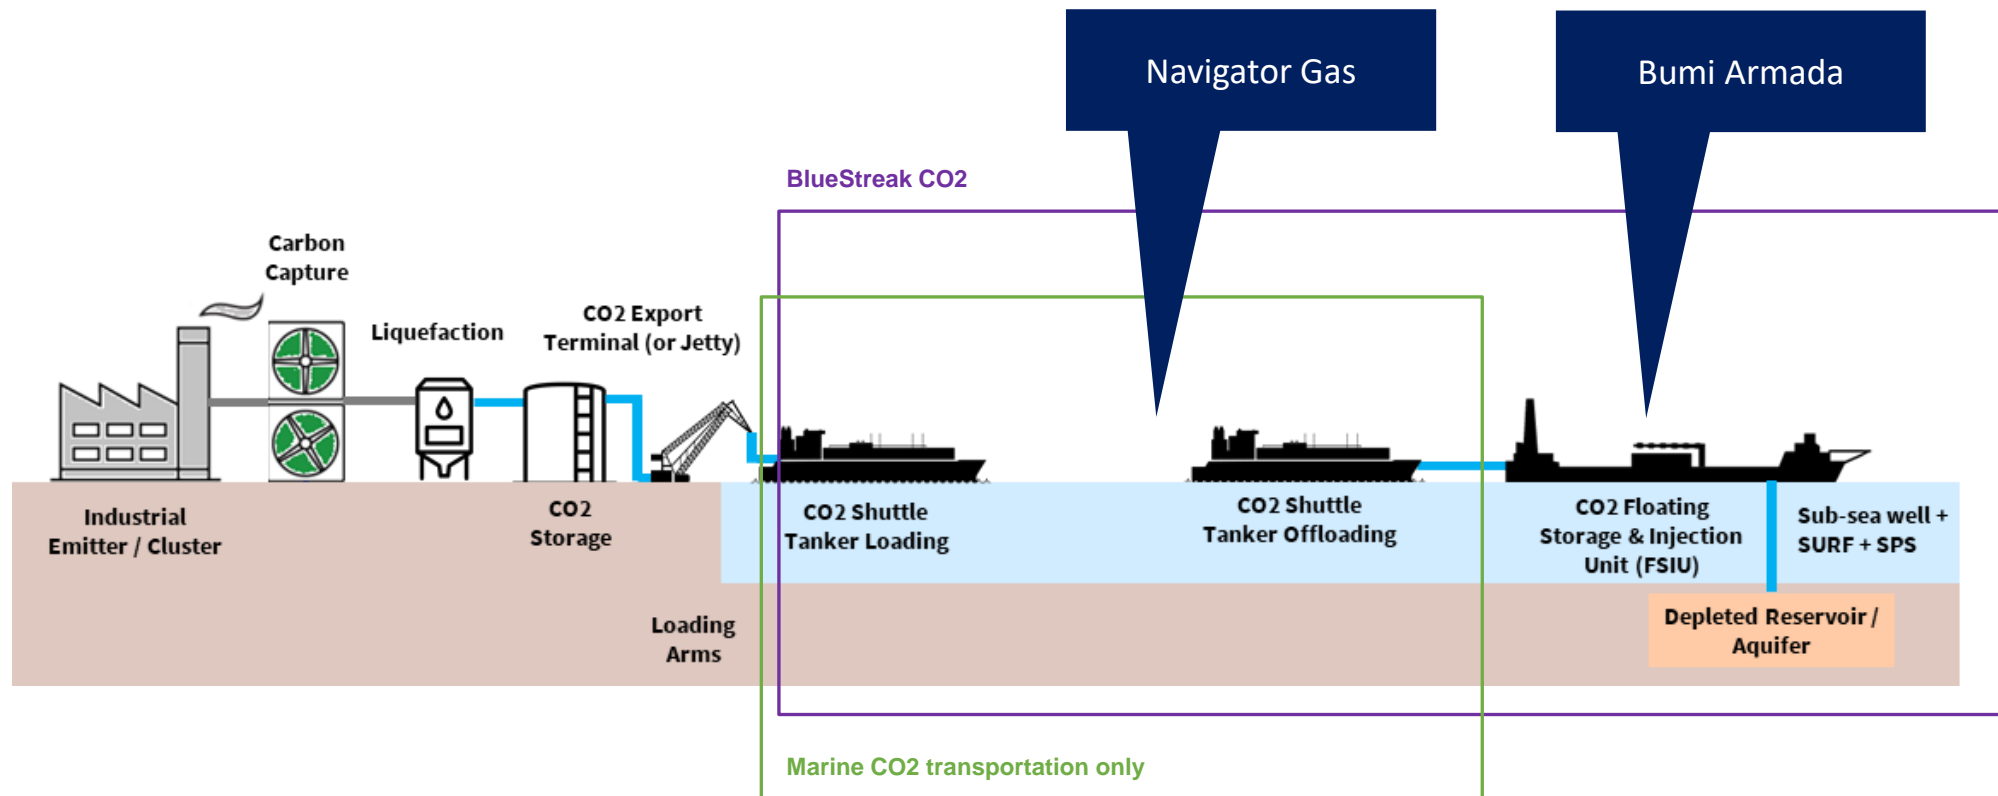 Navigator Gas
Bumi Armada
BlueStreak CO2
Carbon
Capture
Liquefaction
CO2 Export
Terminal (or Jetty)
Industrial
Emitter / Cluster
CO2
Storage
Loading
Arms
CO2 Shuttle
Tanker Loading
CO2 Shuttle
Tanker Offloading
CO2 Floating
Storage & Injection
Unit (FSIU)
Sub-sea well +
SURF + SPS
Depleted Reservoir /
Aquifer
Marine CO2 transportation only